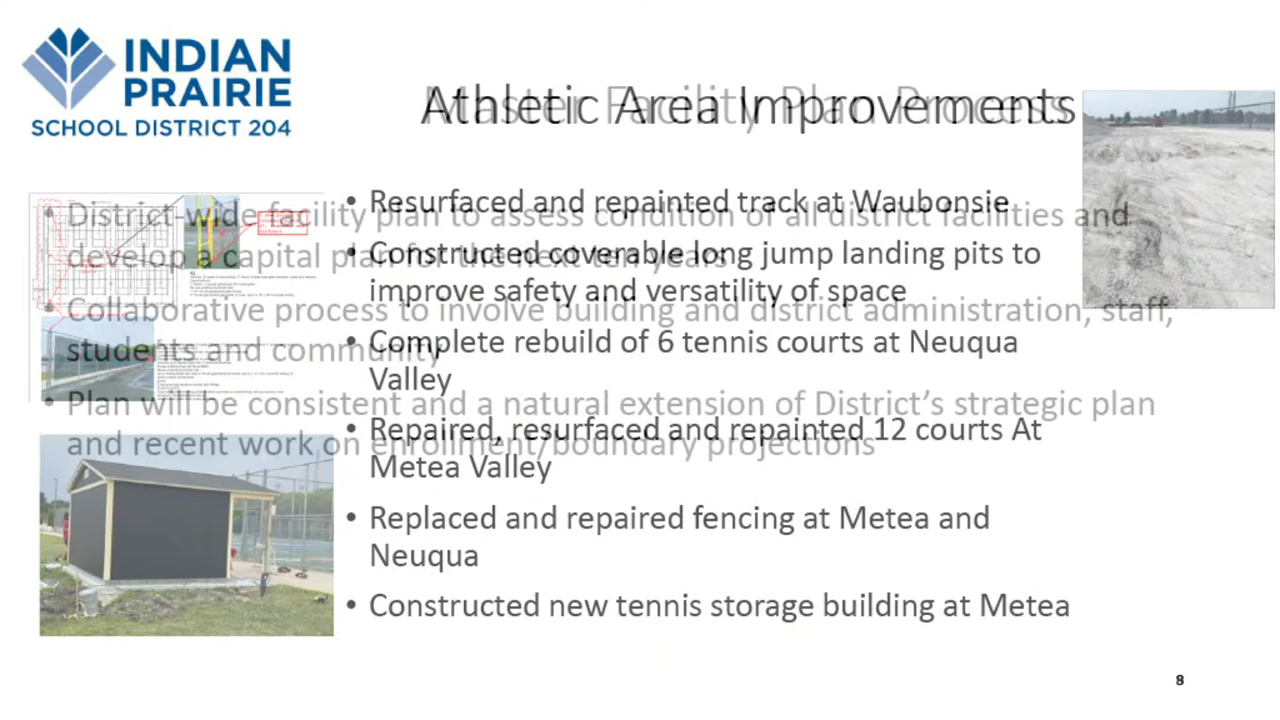 INDIAN
PRAIRIE
SCHOOL DISTRICT 204
Athletic Area Improvements
Master Facility Plan Process
• Resurfaced and repainted track at Waubonsie
• Constructed coverable long jump landing pits to
improve safety and versatility of space
• Complete rebuild of 6 tennis courts at Neuqua
Valley
• Repaired, resurfaced and repainted 12 courts At
Metea Valley
• Replaced and repaired fencing at Metea and
Neuqua
• Constructed new tennis storage building at Metea
• District-wide facility plan to assess condition of all district facilities and
develop a capital plan for the next ten years
• Collaborative process to involve building and district administration, staff,
students and community
• Plan will be consistent and a natural extension of District's strategic plan
and recent work on enrollment/boundary projections
8